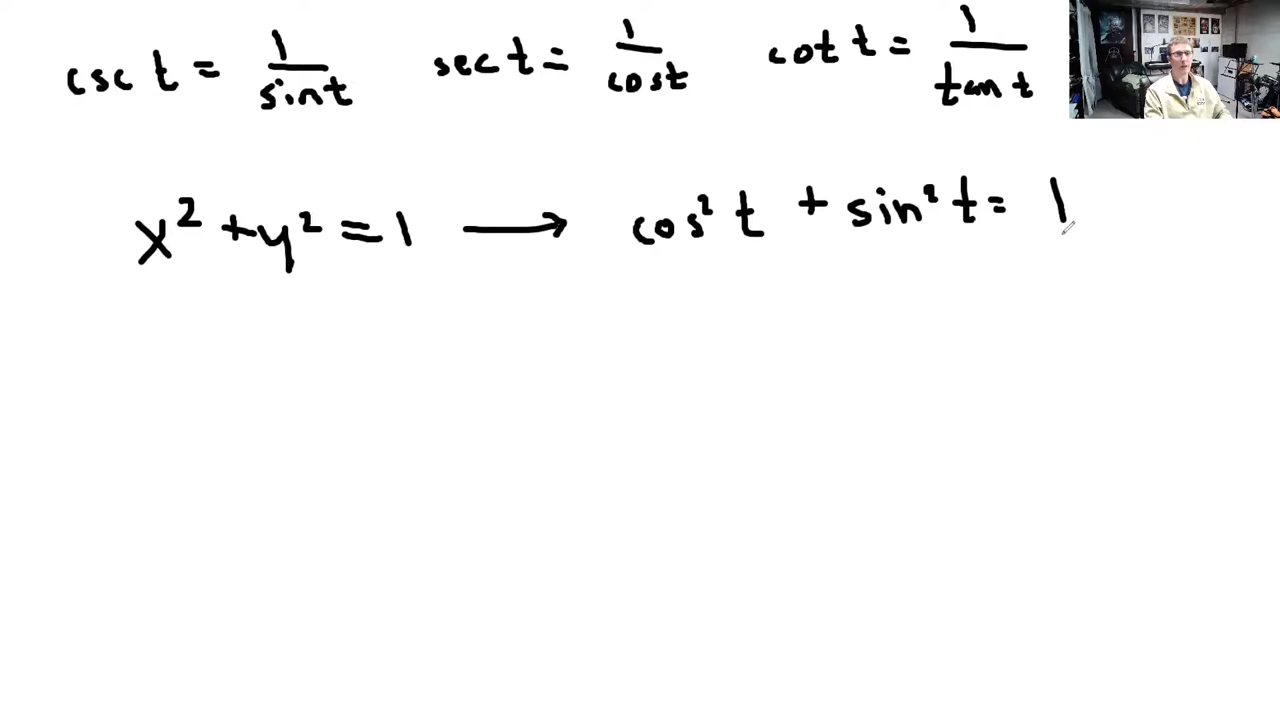 csc t = 1/sin t   sec t = 1/cos t   cot t = 1/tan t
x² + y² = 1 ⟶ cos² t + sin² t = 1